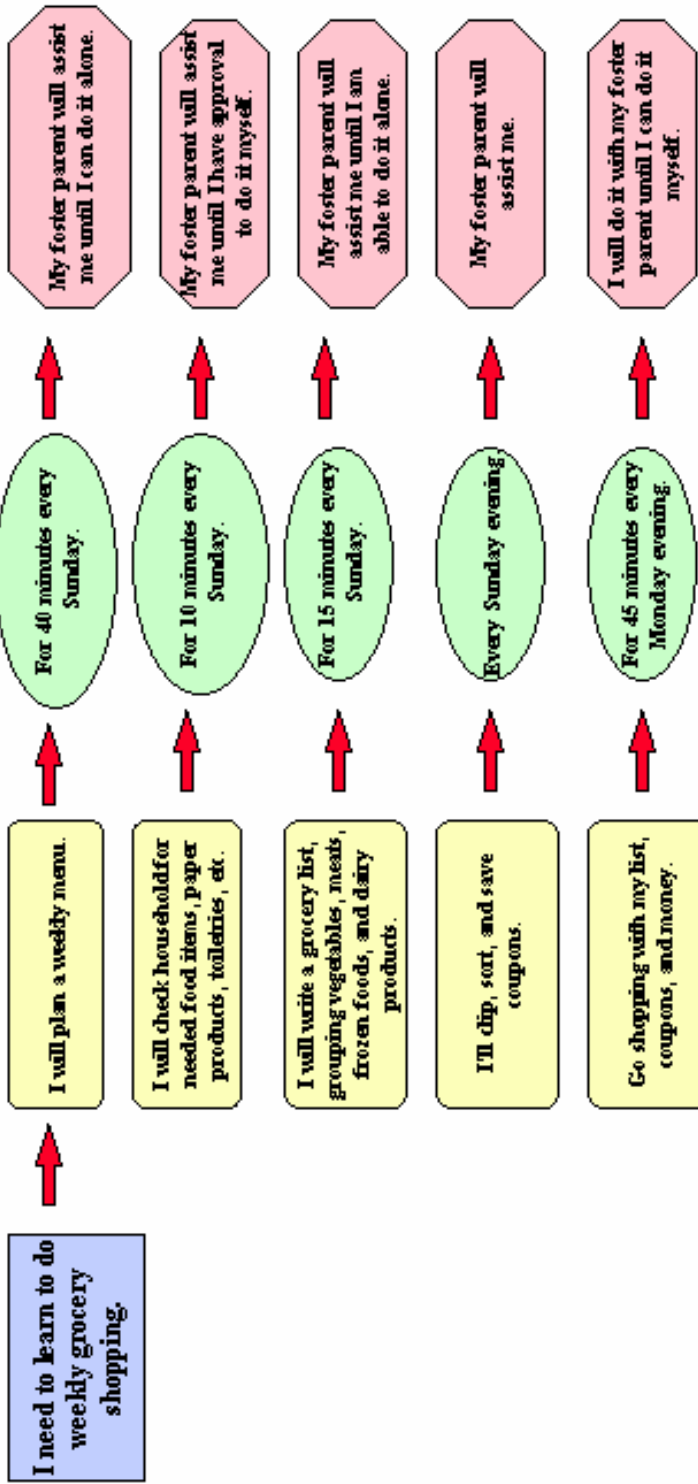 I need to learn to do
weekly grocery
shopping.
I will plan a weekly menu.
For 40 minutes every
Sunday.
My foster parent will assist
me until I can do it alone.
I will check household for
needed food items, paper
products, toiletries, etc.
For 10 minutes every
Sunday.
My foster parent will assist
me until I have approval
to do it myself.
I will write a grocery list,
grouping vegetables, meats,
frozen foods, and dairy
products.
For 15 minutes every
Sunday.
My foster parent will
assist me until I am
able to do it alone.
I'll clip, sort, and save
coupons.
Every Sunday evening.
My foster parent will
assist me.
Go shopping with my list,
coupons, and money.
For 45 minutes every
Monday evening.
I will do it with my foster
parent until I can do it
myself.